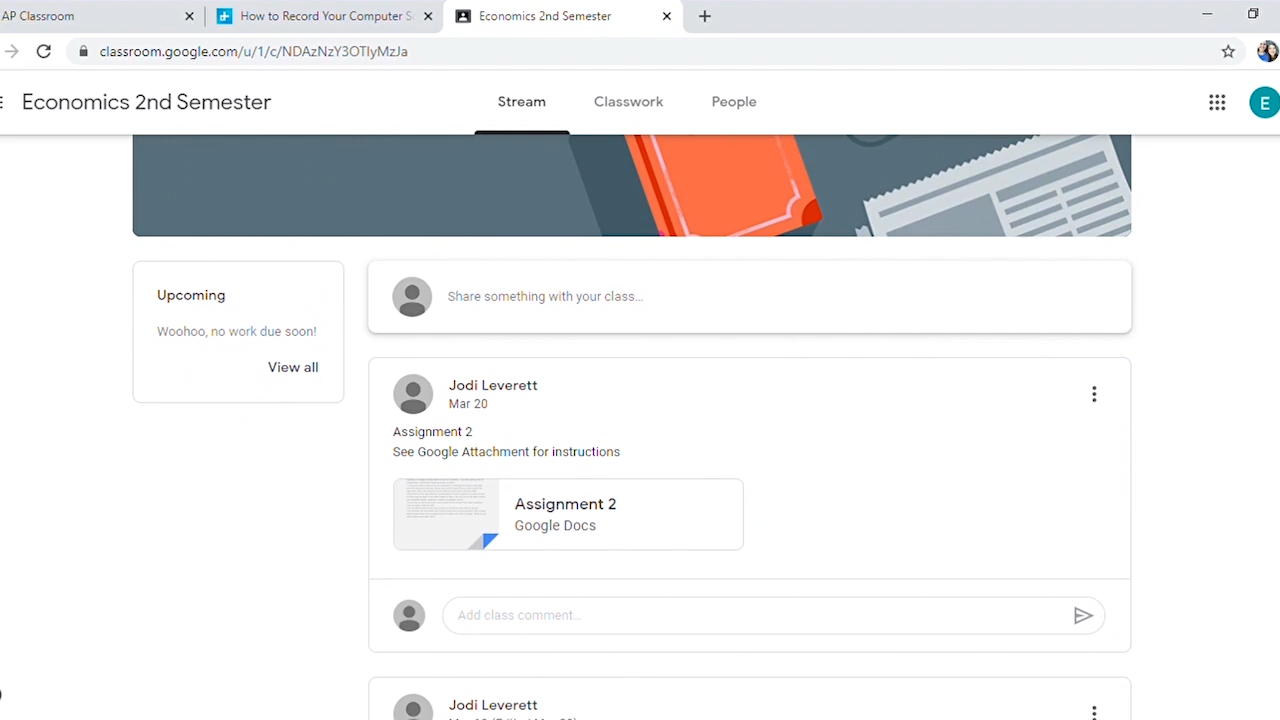 AP Classroom
How to Record Your Computer S
Economics 2nd Semester
classroom.google.com/u/1/c/NDAzNzY3OTIyMzJa
Economics 2nd Semester
Stream
Classwork
People
E
Upcoming
Woohoo, no work due soon!
View all
Share something with your class...
Jodi Leverett
Mar 20
Assignment 2
See Google Attachment for instructions
Assignment 2
Google Docs
Add class comment...
Jodi Leverett